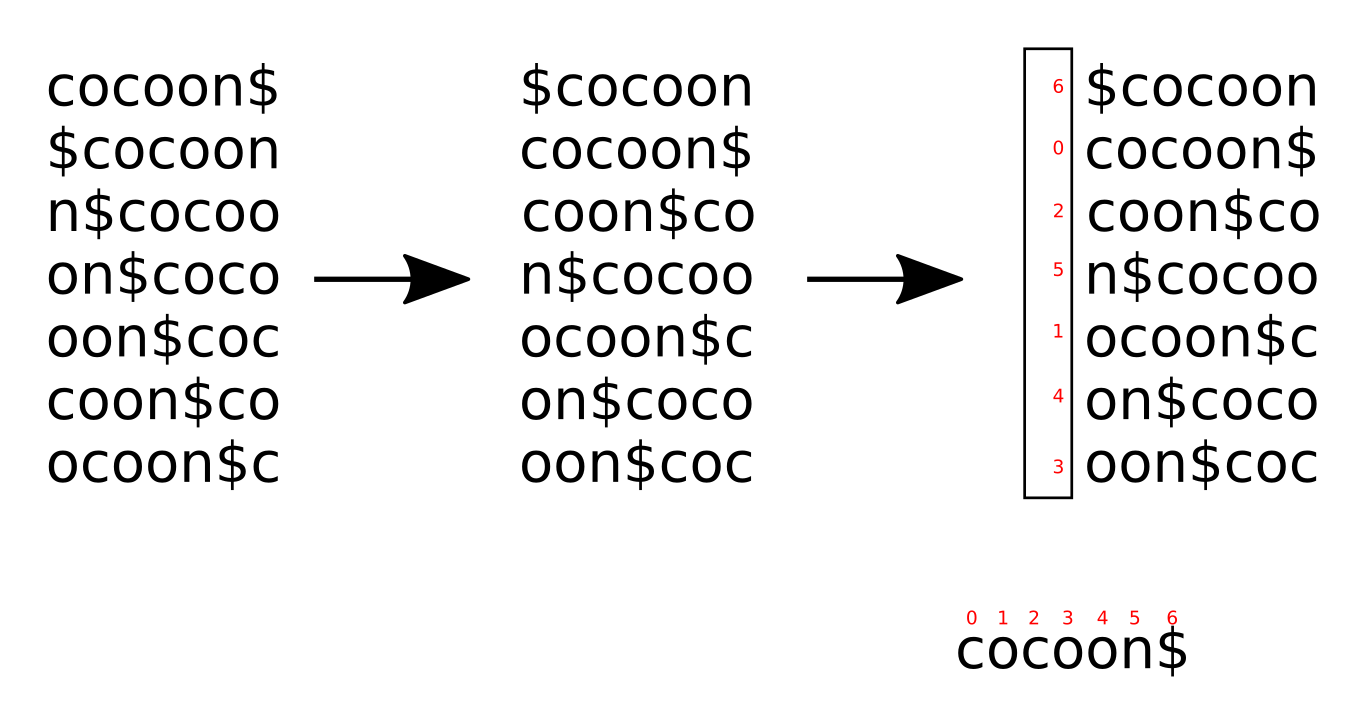 cocoon$
$cocoon
n$cocoo
on$coco
oon$coc
coon$co
ocoon$c
$cocoon
cocoon$
coon$co
n$cocoo
ocoon$c
on$coco
oon$coc
6 $cocoon
0 cocoon$
2 coon$co
5 n$cocoo
1 ocoon$c
4 on$coco
3 oon$coc
0 1 2 3 4 5 6
cocoon$